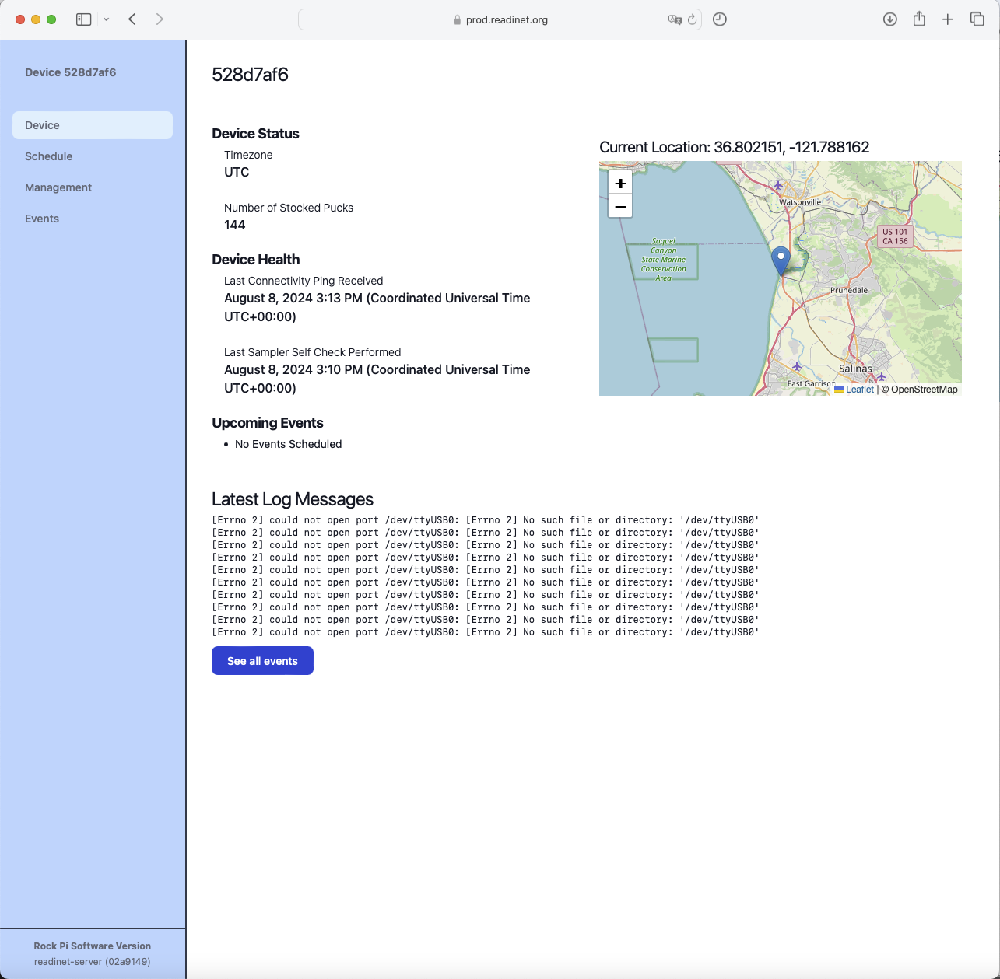 prod.readinet.org
Device 528d7af6
Device
Schedule
Management
Events
528d7af6
Device Status
Timezone
UTC
Number of Stocked Pucks
144
Device Health
Last Connectivity Ping Received
August 8, 2024 3:13 PM (Coordinated Universal Time
UTC+00:00)
Last Sampler Self Check Performed
August 8, 2024 3:10 PM (Coordinated Universal Time
UTC+00:00)
Upcoming Events
• No Events Scheduled
Current Location: 36.802151, -121.788162
+
−
Watsonville
US 101
CA 156
Soquel
Canyon
State Marine
Conservation
Area
Prunedale
Salinas
East Garrison
Leaflet | © OpenStreetMap
Latest Log Messages
[Errno 2] could not open port /dev/ttyUSB0: [Errno 2] No such file or directory: '/dev/ttyUSB0'
[Errno 2] could not open port /dev/ttyUSB0: [Errno 2] No such file or directory: '/dev/ttyUSB0'
[Errno 2] could not open port /dev/ttyUSB0: [Errno 2] No such file or directory: '/dev/ttyUSB0'
[Errno 2] could not open port /dev/ttyUSB0: [Errno 2] No such file or directory: '/dev/ttyUSB0'
[Errno 2] could not open port /dev/ttyUSB0: [Errno 2] No such file or directory: '/dev/ttyUSB0'
[Errno 2] could not open port /dev/ttyUSB0: [Errno 2] No such file or directory: '/dev/ttyUSB0'
[Errno 2] could not open port /dev/ttyUSB0: [Errno 2] No such file or directory: '/dev/ttyUSB0'
[Errno 2] could not open port /dev/ttyUSB0: [Errno 2] No such file or directory: '/dev/ttyUSB0'
[Errno 2] could not open port /dev/ttyUSB0: [Errno 2] No such file or directory: '/dev/ttyUSB0'
[Errno 2] could not open port /dev/ttyUSB0: [Errno 2] No such file or directory: '/dev/ttyUSB0'
See all events
Rock Pi Software Version
readinet-server (02a9149)